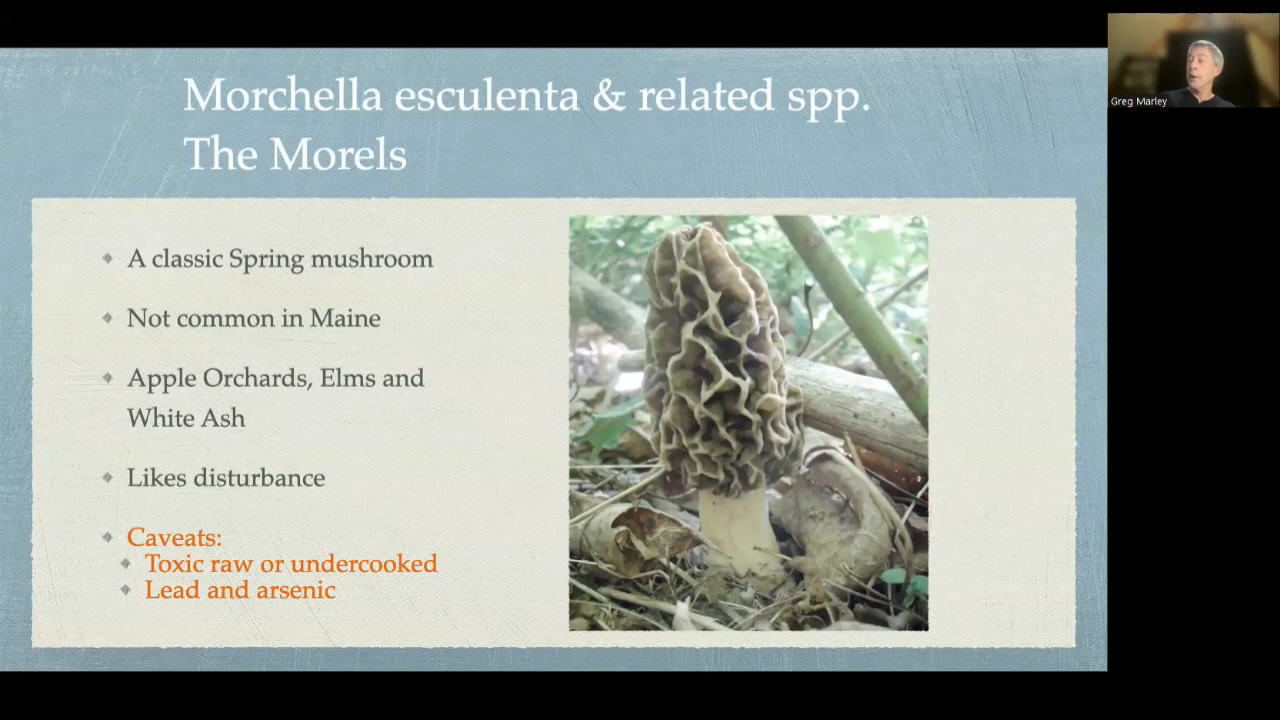 Morchella esculenta & related spp.
The Morels
A classic Spring mushroom
Not common in Maine
Apple Orchards, Elms and
White Ash
Likes disturbance
Caveats:
Toxic raw or undercooked
Lead and arsenic
Greg Marley